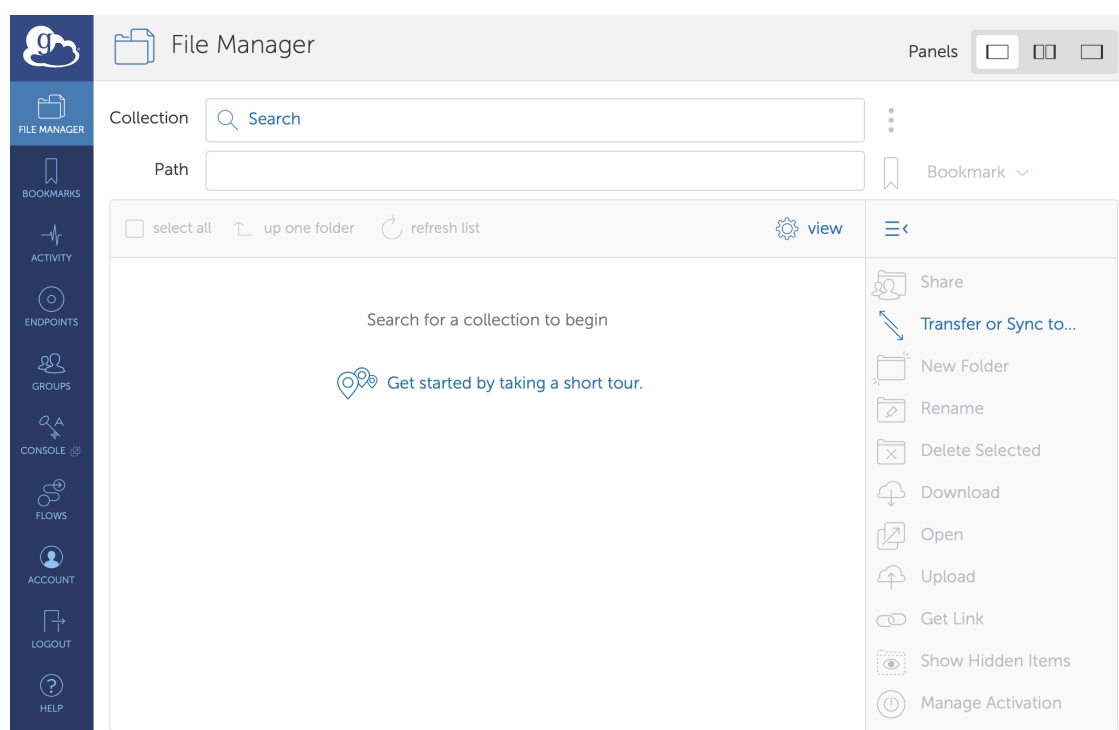 g
File Manager
Panels
FILE MANAGER
BOOKMARKS
ACTIVITY
ENDPOINTS
GROUPS
CONSOLE
FLOWS
ACCOUNT
LOGOUT
? HELP
Collection
Search
Path
Bookmark
select all
up one folder
refresh list
view
Search for a collection to begin
Get started by taking a short tour.
Share
Transfer or Sync to...
New Folder
Rename
Delete Selected
Download
Open
Upload
Get Link
Show Hidden Items
Manage Activation